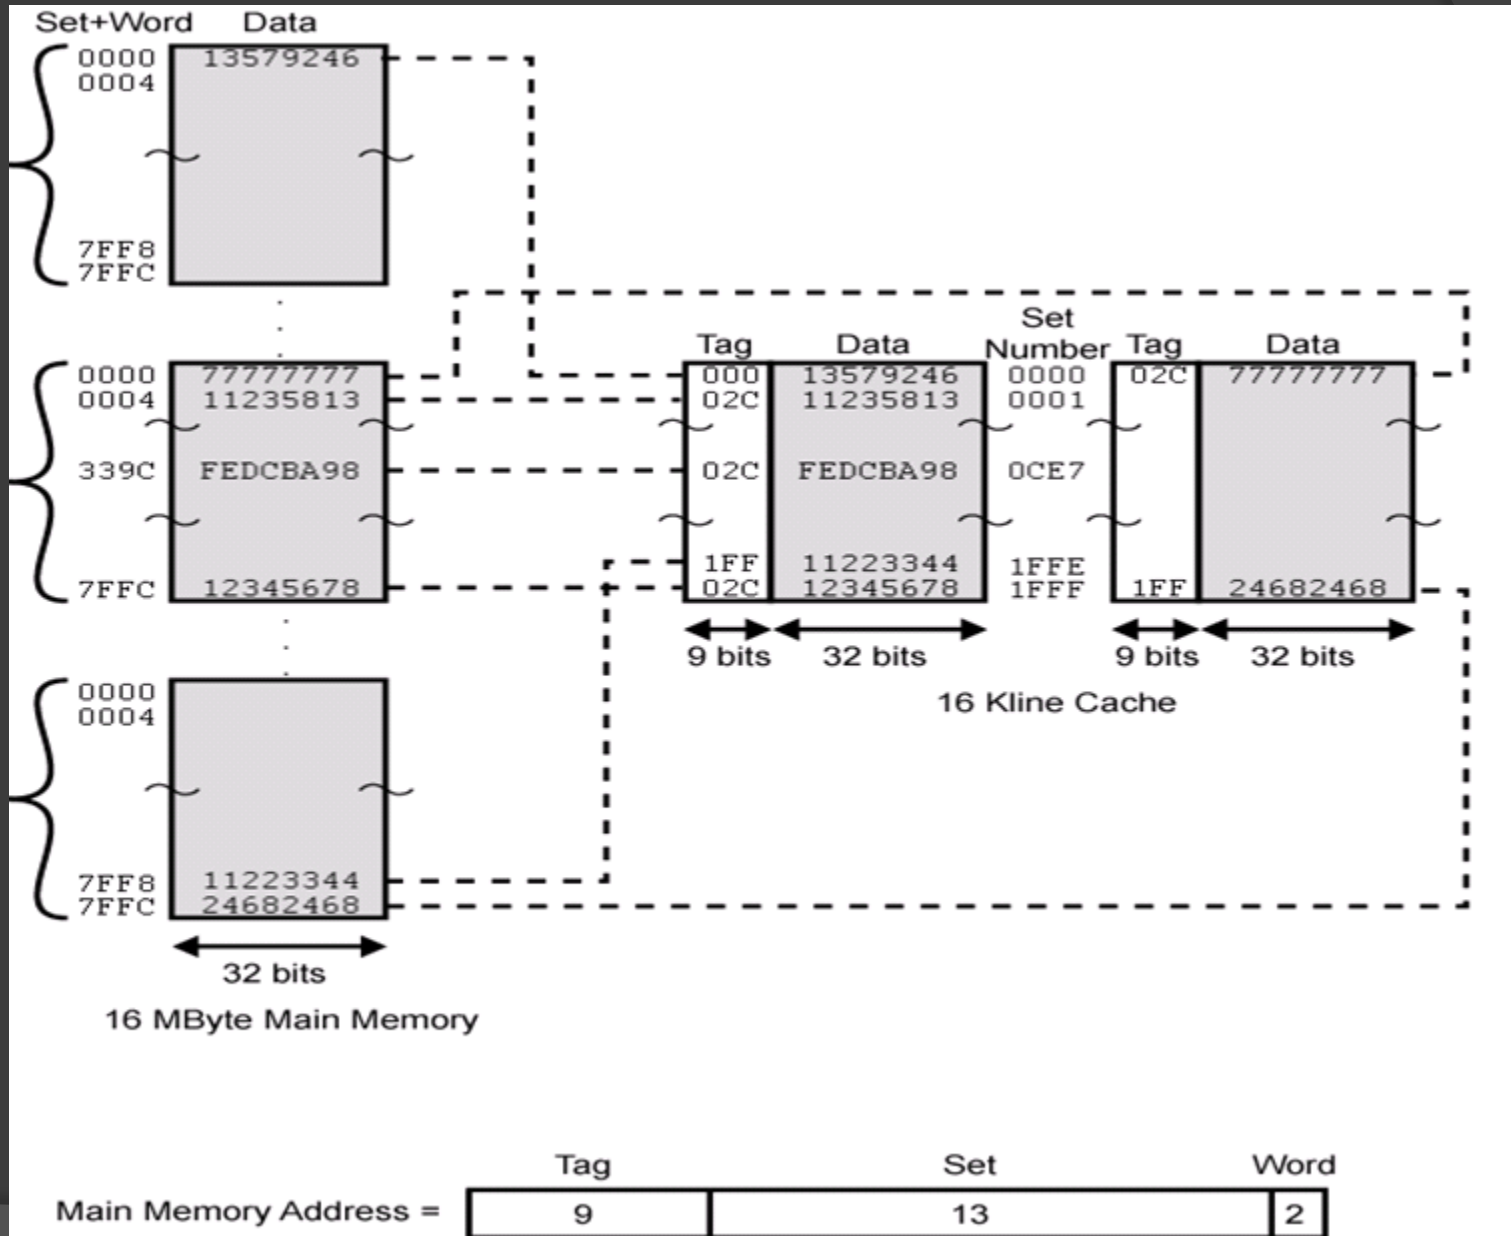 Set+Word Data
0000 13579246
0004
7FF8
7FFC
Set
Number
Tag Data Tag Data
0000 77777777 000 13579246 0000 02C 77777777
0004 11235813 02C 11235813 0001
339C FEDCBA98 02C FEDCBA98 0CE7
1FF 11223344 1FFE
7FFC 12345678 02C 12345678 1FFF 1FF 24682468
9 bits 32 bits 9 bits 32 bits
16 Kline Cache
0000
0004
7FF8 11223344
7FFC 24682468
32 bits
16 MByte Main Memory
Tag Set Word
Main Memory Address = 9 13 2